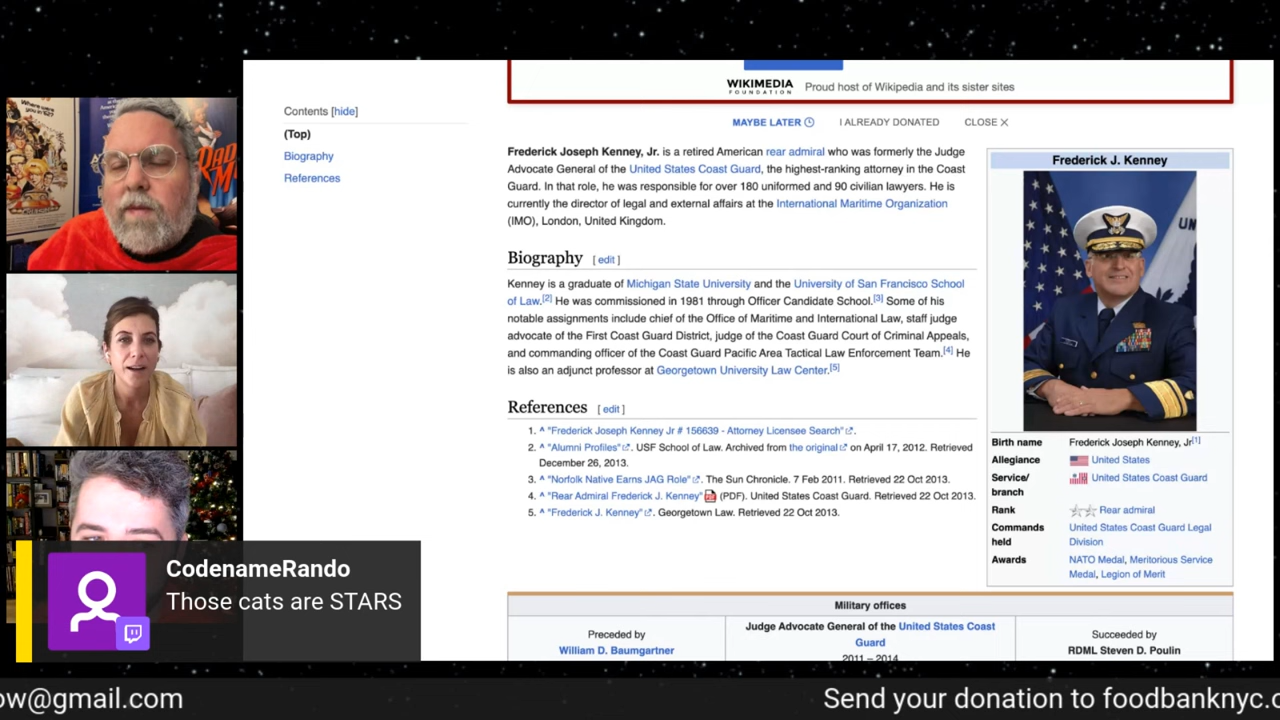 WIKIMEDIA
FOUNDATION
Proud host of Wikipedia and its sister sites
MAYBE LATER
I ALREADY DONATED
CLOSE
Contents [hide]
(Top)
Biography
References
Frederick Joseph Kenney, Jr. is a retired American rear admiral who was formerly the Judge
Advocate General of the United States Coast Guard, the highest-ranking attorney in the Coast
Guard. In that role, he was responsible for over 180 uniformed and 90 civilian lawyers. He is
currently the director of legal and external affairs at the International Maritime Organization
(IMO), London, United Kingdom.
Biography [ edit ]
Kenney is a graduate of Michigan State University and the University of San Francisco School
of Law.[2] He was commissioned in 1981 through Officer Candidate School.[3] Some of his
notable assignments include chief of the Office of Maritime and International Law, staff judge
advocate of the First Coast Guard District, judge of the Coast Guard Court of Criminal Appeals,
and commanding officer of the Coast Guard Pacific Area Tactical Law Enforcement Team.[4] He
is also an adjunct professor at Georgetown University Law Center.[5]
References [ edit ]
1. ^ "Frederick Joseph Kenney Jr # 156639 - Attorney Licensee Search".
2. ^ "Alumni Profiles". USF School of Law. Archived from the original on April 17, 2012. Retrieved
December 26, 2013.
3. ^ "Norfolk Native Earns JAG Role". The Sun Chronicle. 7 Feb 2011. Retrieved 22 Oct 2013.
4. ^ "Rear Admiral Frederick J. Kenney" (PDF). United States Coast Guard. Retrieved 22 Oct 2013.
5. ^ "Frederick J. Kenney". Georgetown Law. Retrieved 22 Oct 2013.
Frederick J. Kenney
UN
Birth name Frederick Joseph Kenney, Jr[1]
Allegiance United States
Service/
branch United States Coast Guard
Rank Rear admiral
Commands
held United States Coast Guard Legal
Division
Awards NATO Medal, Meritorious Service
Medal, Legion of Merit
Military offices
Preceded by
William D. Baumgartner
Judge Advocate General of the United States Coast
Guard
2011 – 2014
Succeeded by
RDML Steven D. Poulin
CodenameRando
Those cats are STARS
ow@gmail.com
Send your donation to foodbanknyc.o